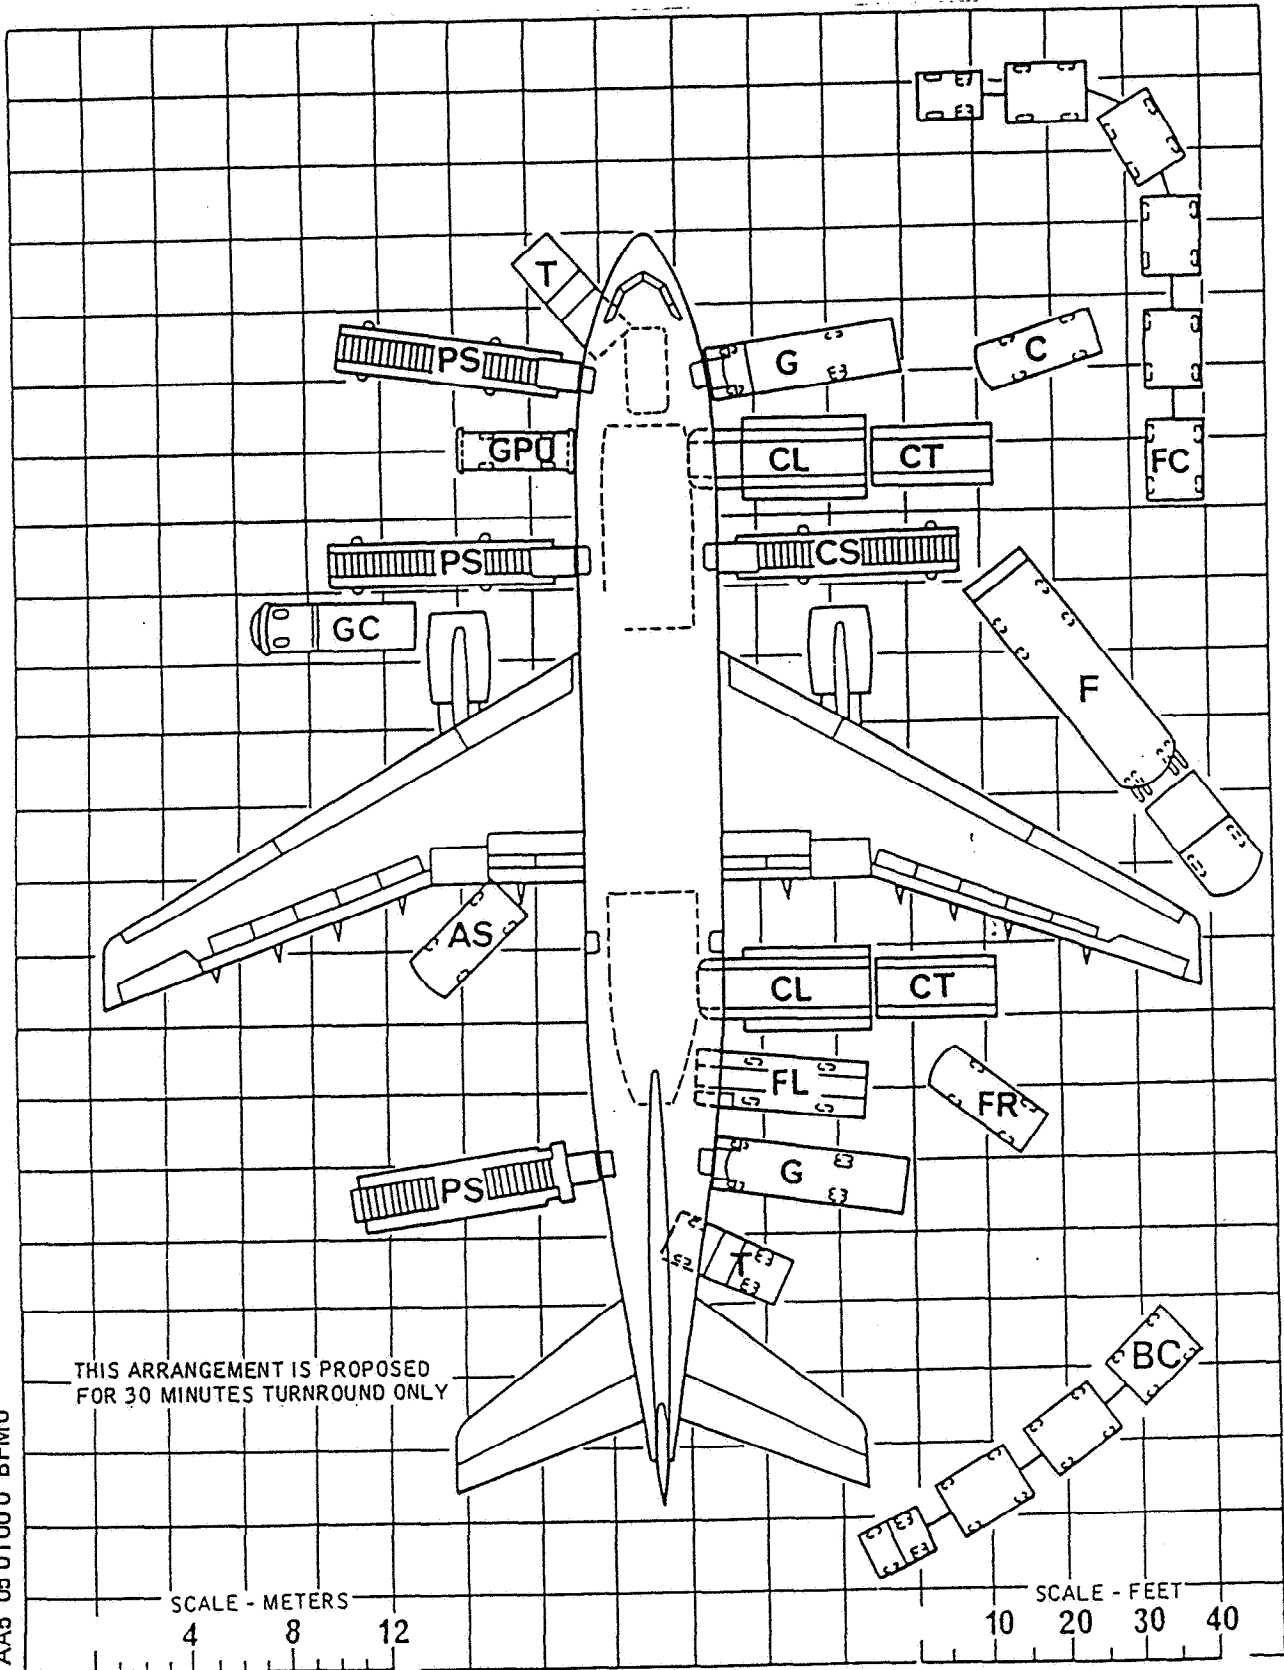 T
PS
G
C
GPU
CL
CT
FC
PS
CS
GC
F
AS
CL
CT
FL
FR
PS
G
T
THIS ARRANGEMENT IS PROPOSED
FOR 30 MINUTES TURNROUND ONLY
BC
SCALE - METERS
4 8 12
SCALE - FEET
10 20 30 40